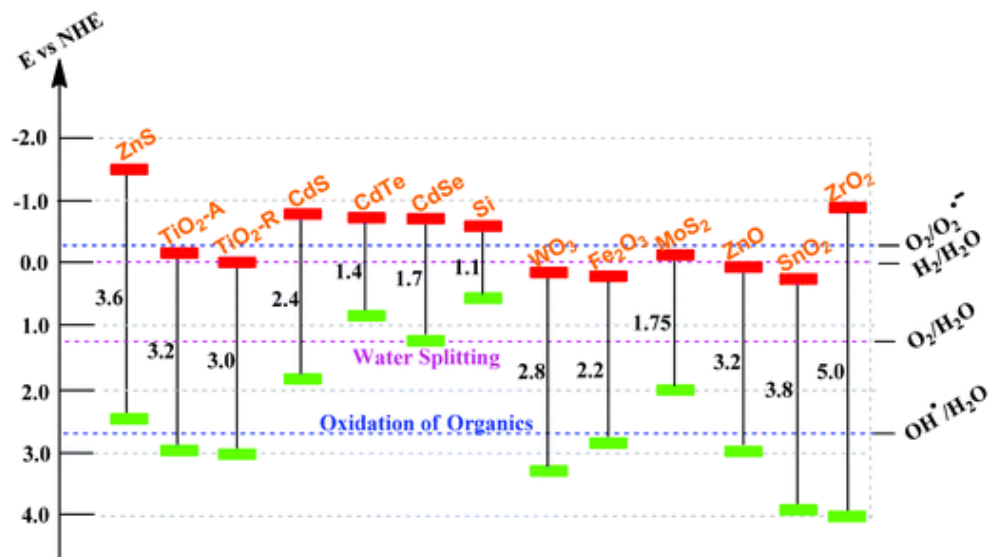 E vs NHE
-2.0
-1.0
0.0
1.0
2.0
3.0
4.0
ZnS
TiO₂-A
TiO₂-R
CdS
CdTe
CdSe
Si
WO₃
Fe₂O₃
MoS₂
ZnO
SnO₂
ZrO₂
3.6
3.2
3.0
2.4
1.4
1.7
1.1
2.8
2.2
1.75
3.2
3.8
5.0
Water Splitting
Oxidation of Organics
O₂/O₂•⁻
H₂/H₂O
O₂/H₂O
OH•/H₂O